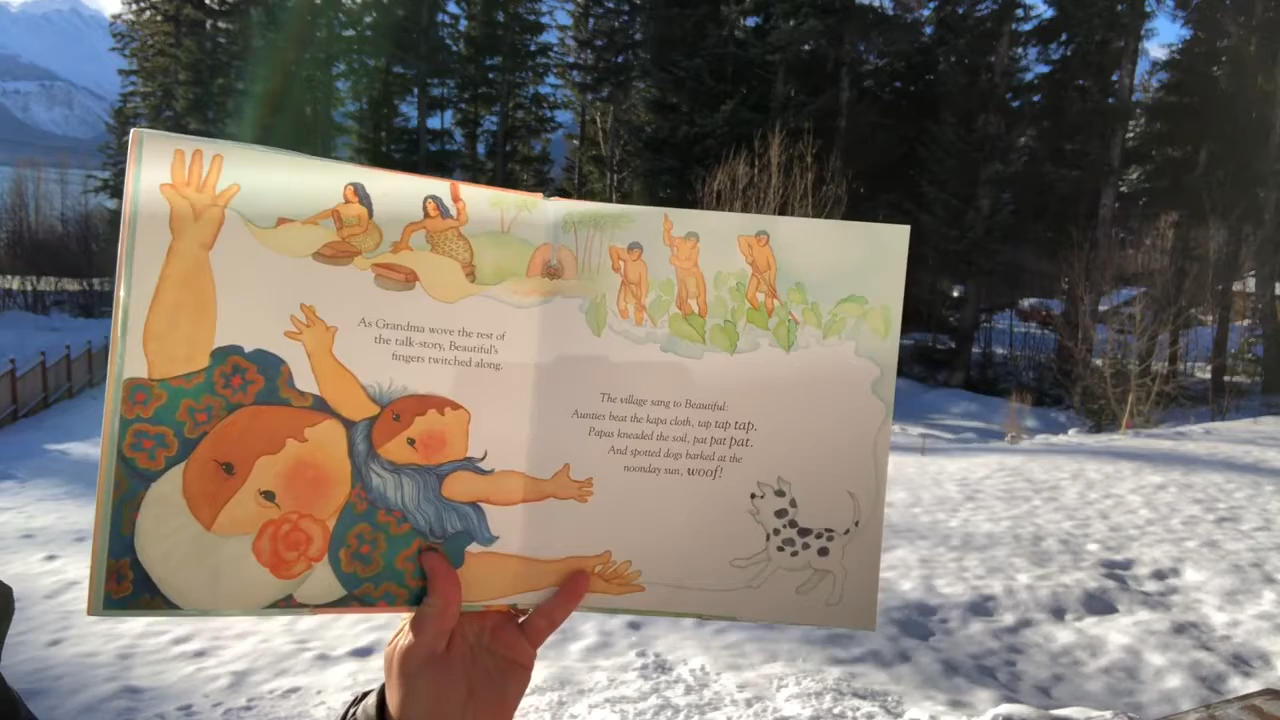 As Grandma wove the rest of
the talk-story, Beautiful's
fingers twitched along.
The village sang to Beautiful:
Aunties beat the kapa cloth, tap tap tap.
Papas kneaded the soil, pat pat pat.
And spotted dogs barked at the
noonday sun, woof!